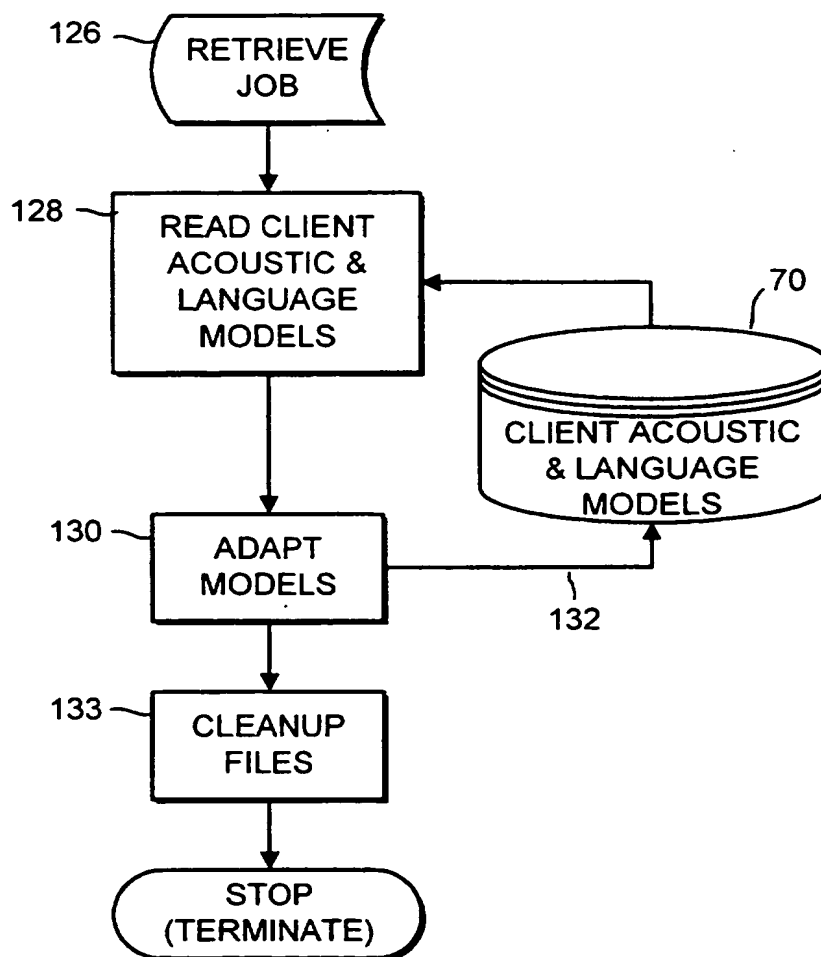 126
RETRIEVE
JOB
128
READ CLIENT
ACOUSTIC &
LANGUAGE
MODELS
70
CLIENT ACOUSTIC
& LANGUAGE
MODELS
130
ADAPT
MODELS
132
133
CLEANUP
FILES
STOP
(TERMINATE)